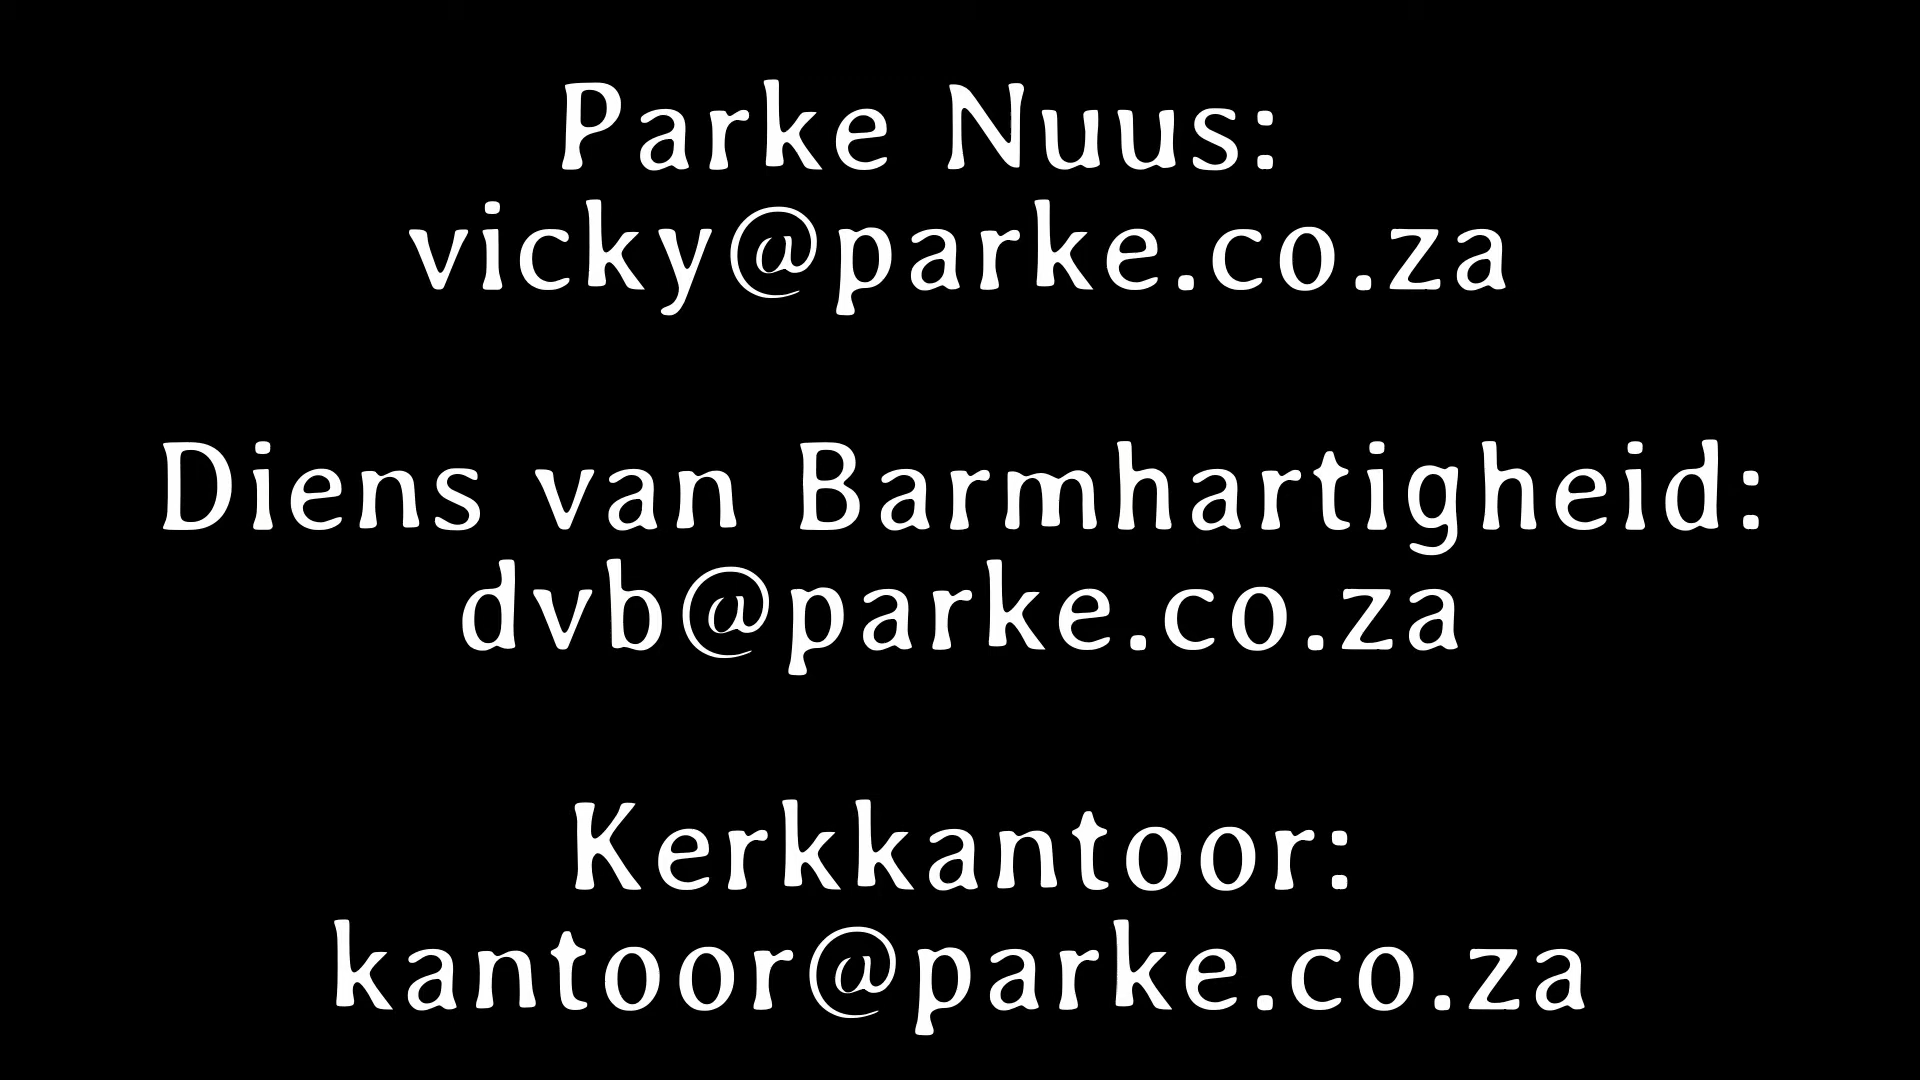 Parke Nuus:
vicky@parke.co.za
Diens van Barmhartigheid:
dvb@parke.co.za
Kerkkantoor:
kantoor@parke.co.za